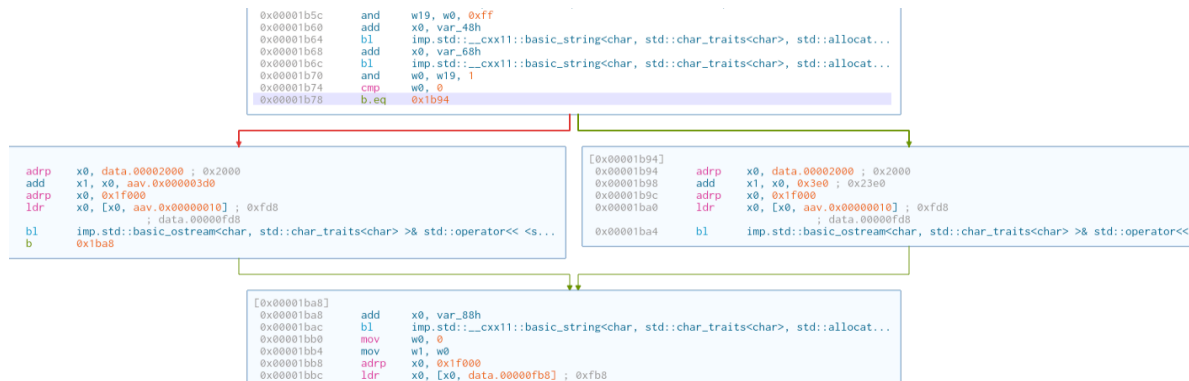 0x00001b5c and w19, w0, 0xff
0x00001b60 add x0, var_48h
0x00001b64 bl imp.std::__cxx11::basic_string<char, std::char_traits<char>, std::allocat...
0x00001b68 add x0, var_68h
0x00001b6c bl imp.std::__cxx11::basic_string<char, std::char_traits<char>, std::allocat...
0x00001b70 and w0, w19, 1
0x00001b74 cmp w0, 0
0x00001b78 b.eq 0x1b94
adrp x0, data.00002000 ; 0x2000
add x1, x0, aav.0x000003d0
adrp x0, 0x1f000
ldr x0, [x0, aav.0x00000010] ; 0xfd8
; data.00000fd8
bl imp.std::basic_ostream<char, std::char_traits<char> >& std::operator<< <s...
b 0x1ba8
[0x00001b94]
0x00001b94 adrp x0, data.00002000 ; 0x2000
0x00001b98 add x1, x0, 0x3e0 ; 0x23e0
0x00001b9c adrp x0, 0x1f000
0x00001ba0 ldr x0, [x0, aav.0x00000010] ; 0xfd8
; data.00000fd8
0x00001ba4 bl imp.std::basic_ostream<char, std::char_traits<char> >& std::operator<<
[0x00001ba8]
0x00001ba8 add x0, var_88h
0x00001bac bl imp.std::__cxx11::basic_string<char, std::char_traits<char>, std::allocat...
0x00001bb0 mov w0, 0
0x00001bb4 mov w1, w0
0x00001bb8 adrp x0, 0x1f000
0x00001bbc ldr x0, [x0, data.00000fb8] ; 0xfb8